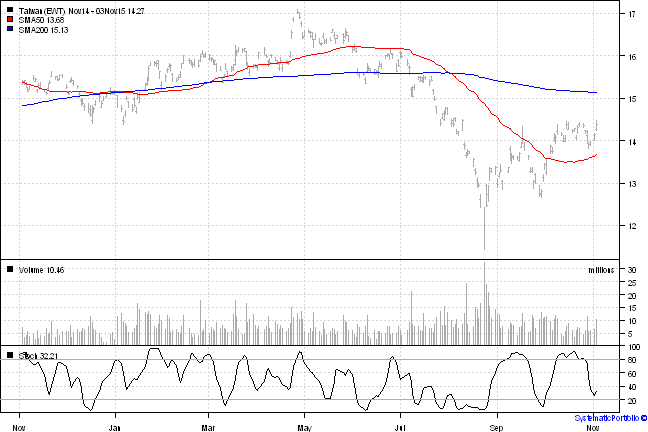 Taiwan (EWT) Nov14 - 03Nov15 14.27
SMA50 13.68
SMA200 15.13
17
16
15
14
13
12
Volume 10.46
millions
30
25
20
15
10
5
Stoch 32.21
100
80
60
40
20
Nov Jan Mar May Jul Sep Nov
SystematicPortfolio ©